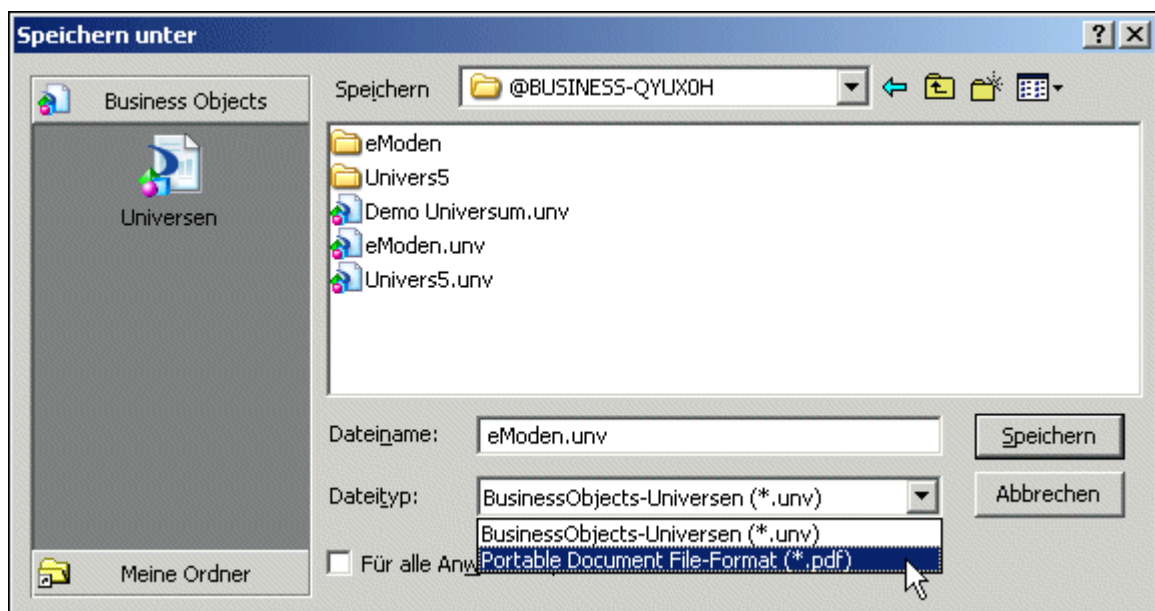 Speichern unter
Business Objects
Universen
Meine Ordner
Speichern
@BUSINESS-QYUX0H
eModen
Univers5
Demo Universum.unv
eModen.unv
Univers5.unv
Dateiname:
eModen.unv
Speichern
Dateityp:
BusinessObjects-Universen (*.unv)
Abbrechen
BusinessObjects-Universen (*.unv)
Portable Document File-Format (*.pdf)
Für alle Anw